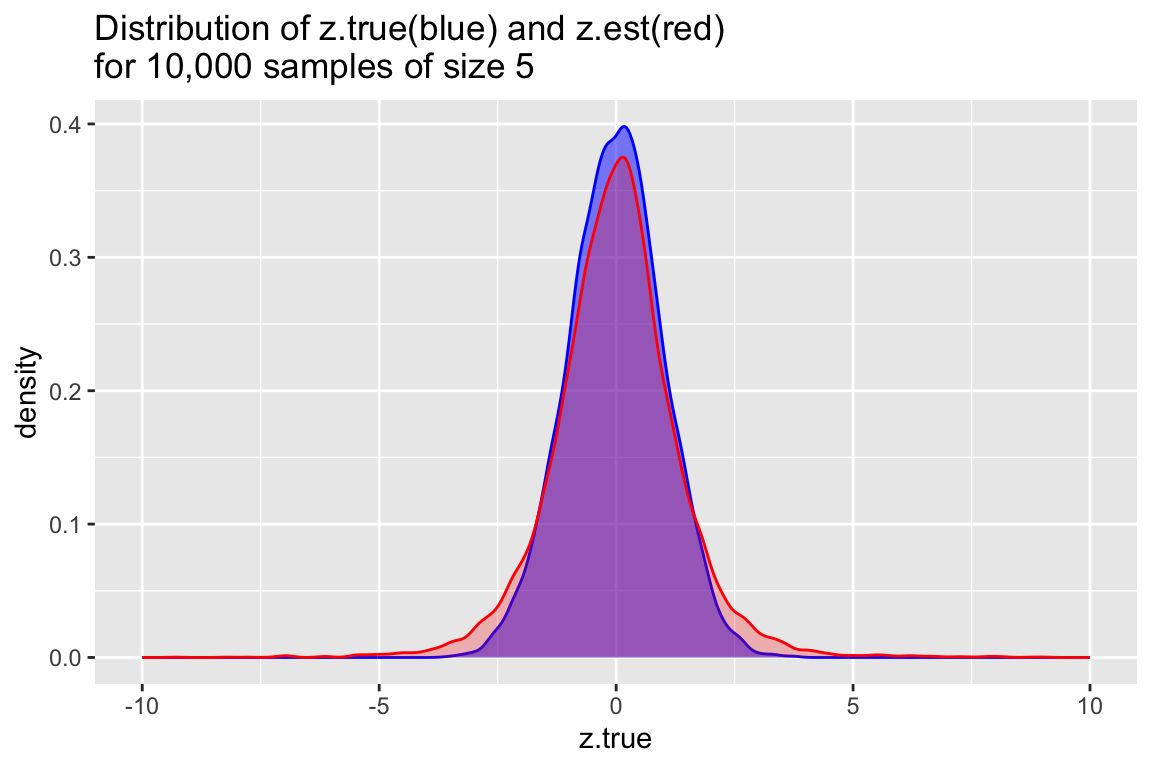 Distribution of z.true(blue) and z.est(red)
for 10,000 samples of size 5
0.4
0.3
0.2
0.1
0.0
density
-10 -5 0 5 10
z.true